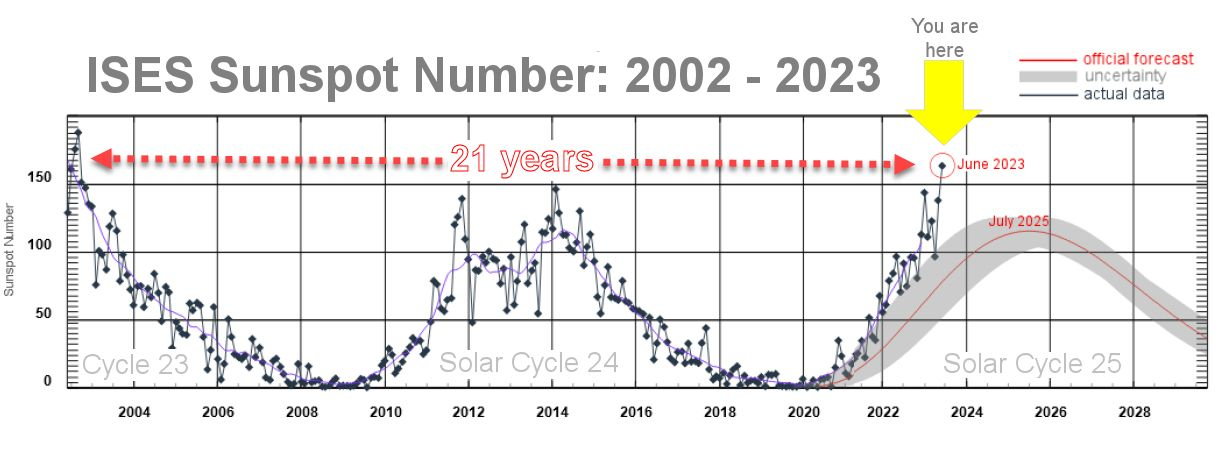 You are
here
ISES Sunspot Number: 2002 - 2023
official forecast
uncertainty
actual data
21 years
June 2023
July 2025
Sunspot Number
150
100
50
0
Cycle 23
Solar Cycle 24
Solar Cycle 25
2004 2006 2008 2010 2012 2014 2016 2018 2020 2022 2024 2026 2028